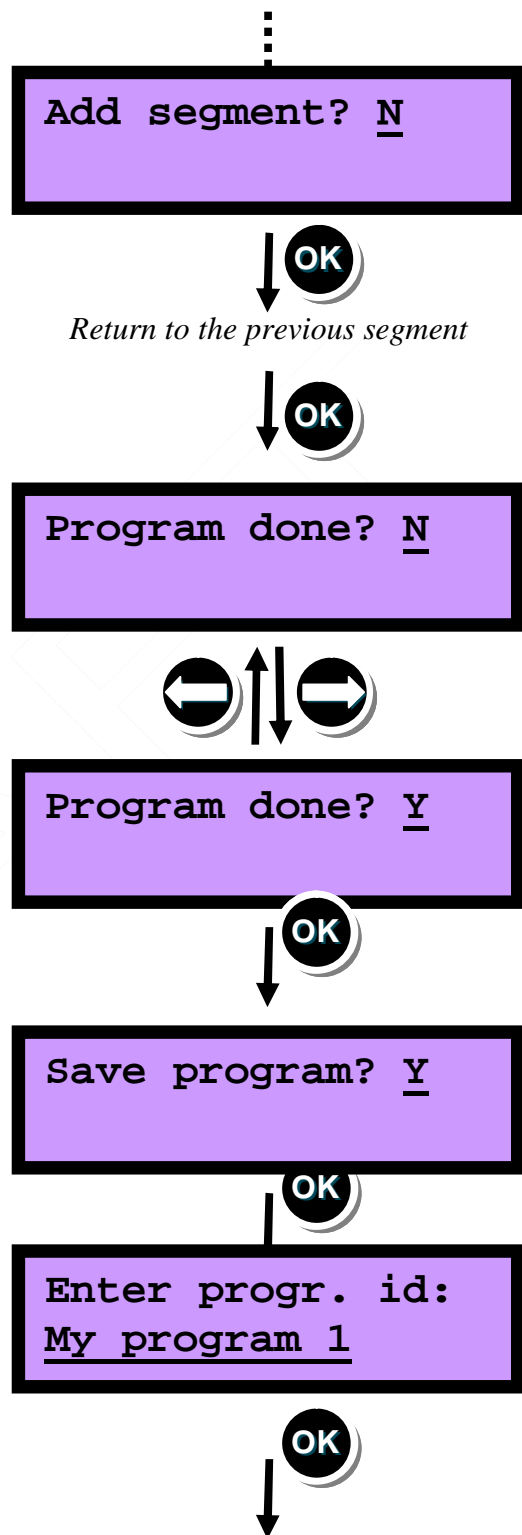 Add segment? N
OK
Return to the previous segment
OK
Program done? N
Program done? Y
OK
Save program? Y
OK
Enter progr. id:
My program 1
OK